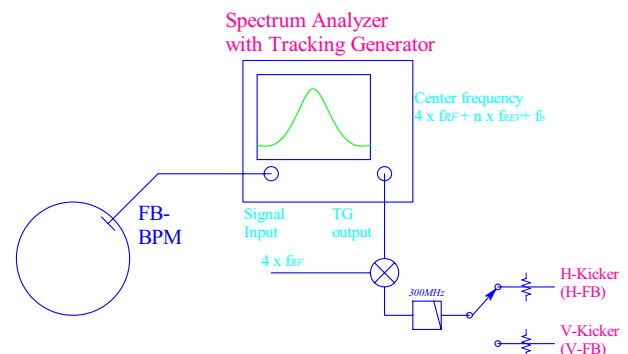 Spectrum Analyzer
with Tracking Generator
Center frequency
4 x fRF + n x fREV + fb
FB-
BPM
Signal
Input
TG
output
4 x fRF
300MHz
H-Kicker
(H-FB)
V-Kicker
(V-FB)